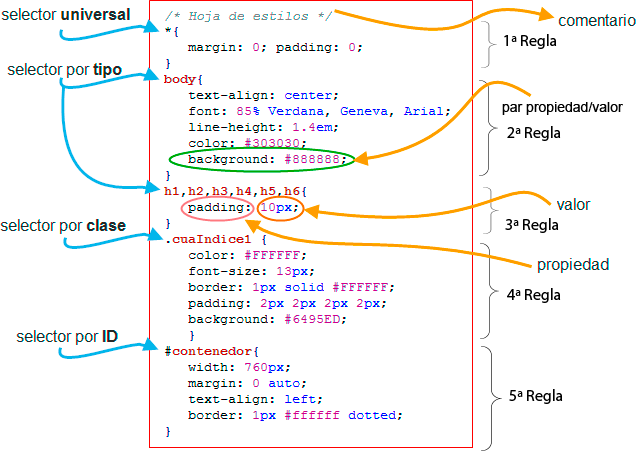 selector universal
/* Hoja de estilos */
comentario
*{
margin: 0; padding: 0;
1ª Regla
}
selector por tipo
body{
text-align: center;
font: 85% Verdana, Geneva, Arial;
par propiedad/valor
line-height: 1.4em;
2ª Regla
color: #303030;
background: #888888;
}
h1,h2,h3,h4,h5,h6{
padding: 10px;
valor
}
3ª Regla
selector por clase
.cuaIndice1 {
color: #FFFFFF;
propiedad
font-size: 13px;
border: 1px solid #FFFFFF;
4ª Regla
padding: 2px 2px 2px 2px;
background: #6495ED;
}
selector por ID
#contenedor{
width: 760px;
margin: 0 auto;
5ª Regla
text-align: left;
border: 1px #ffffff dotted;
}